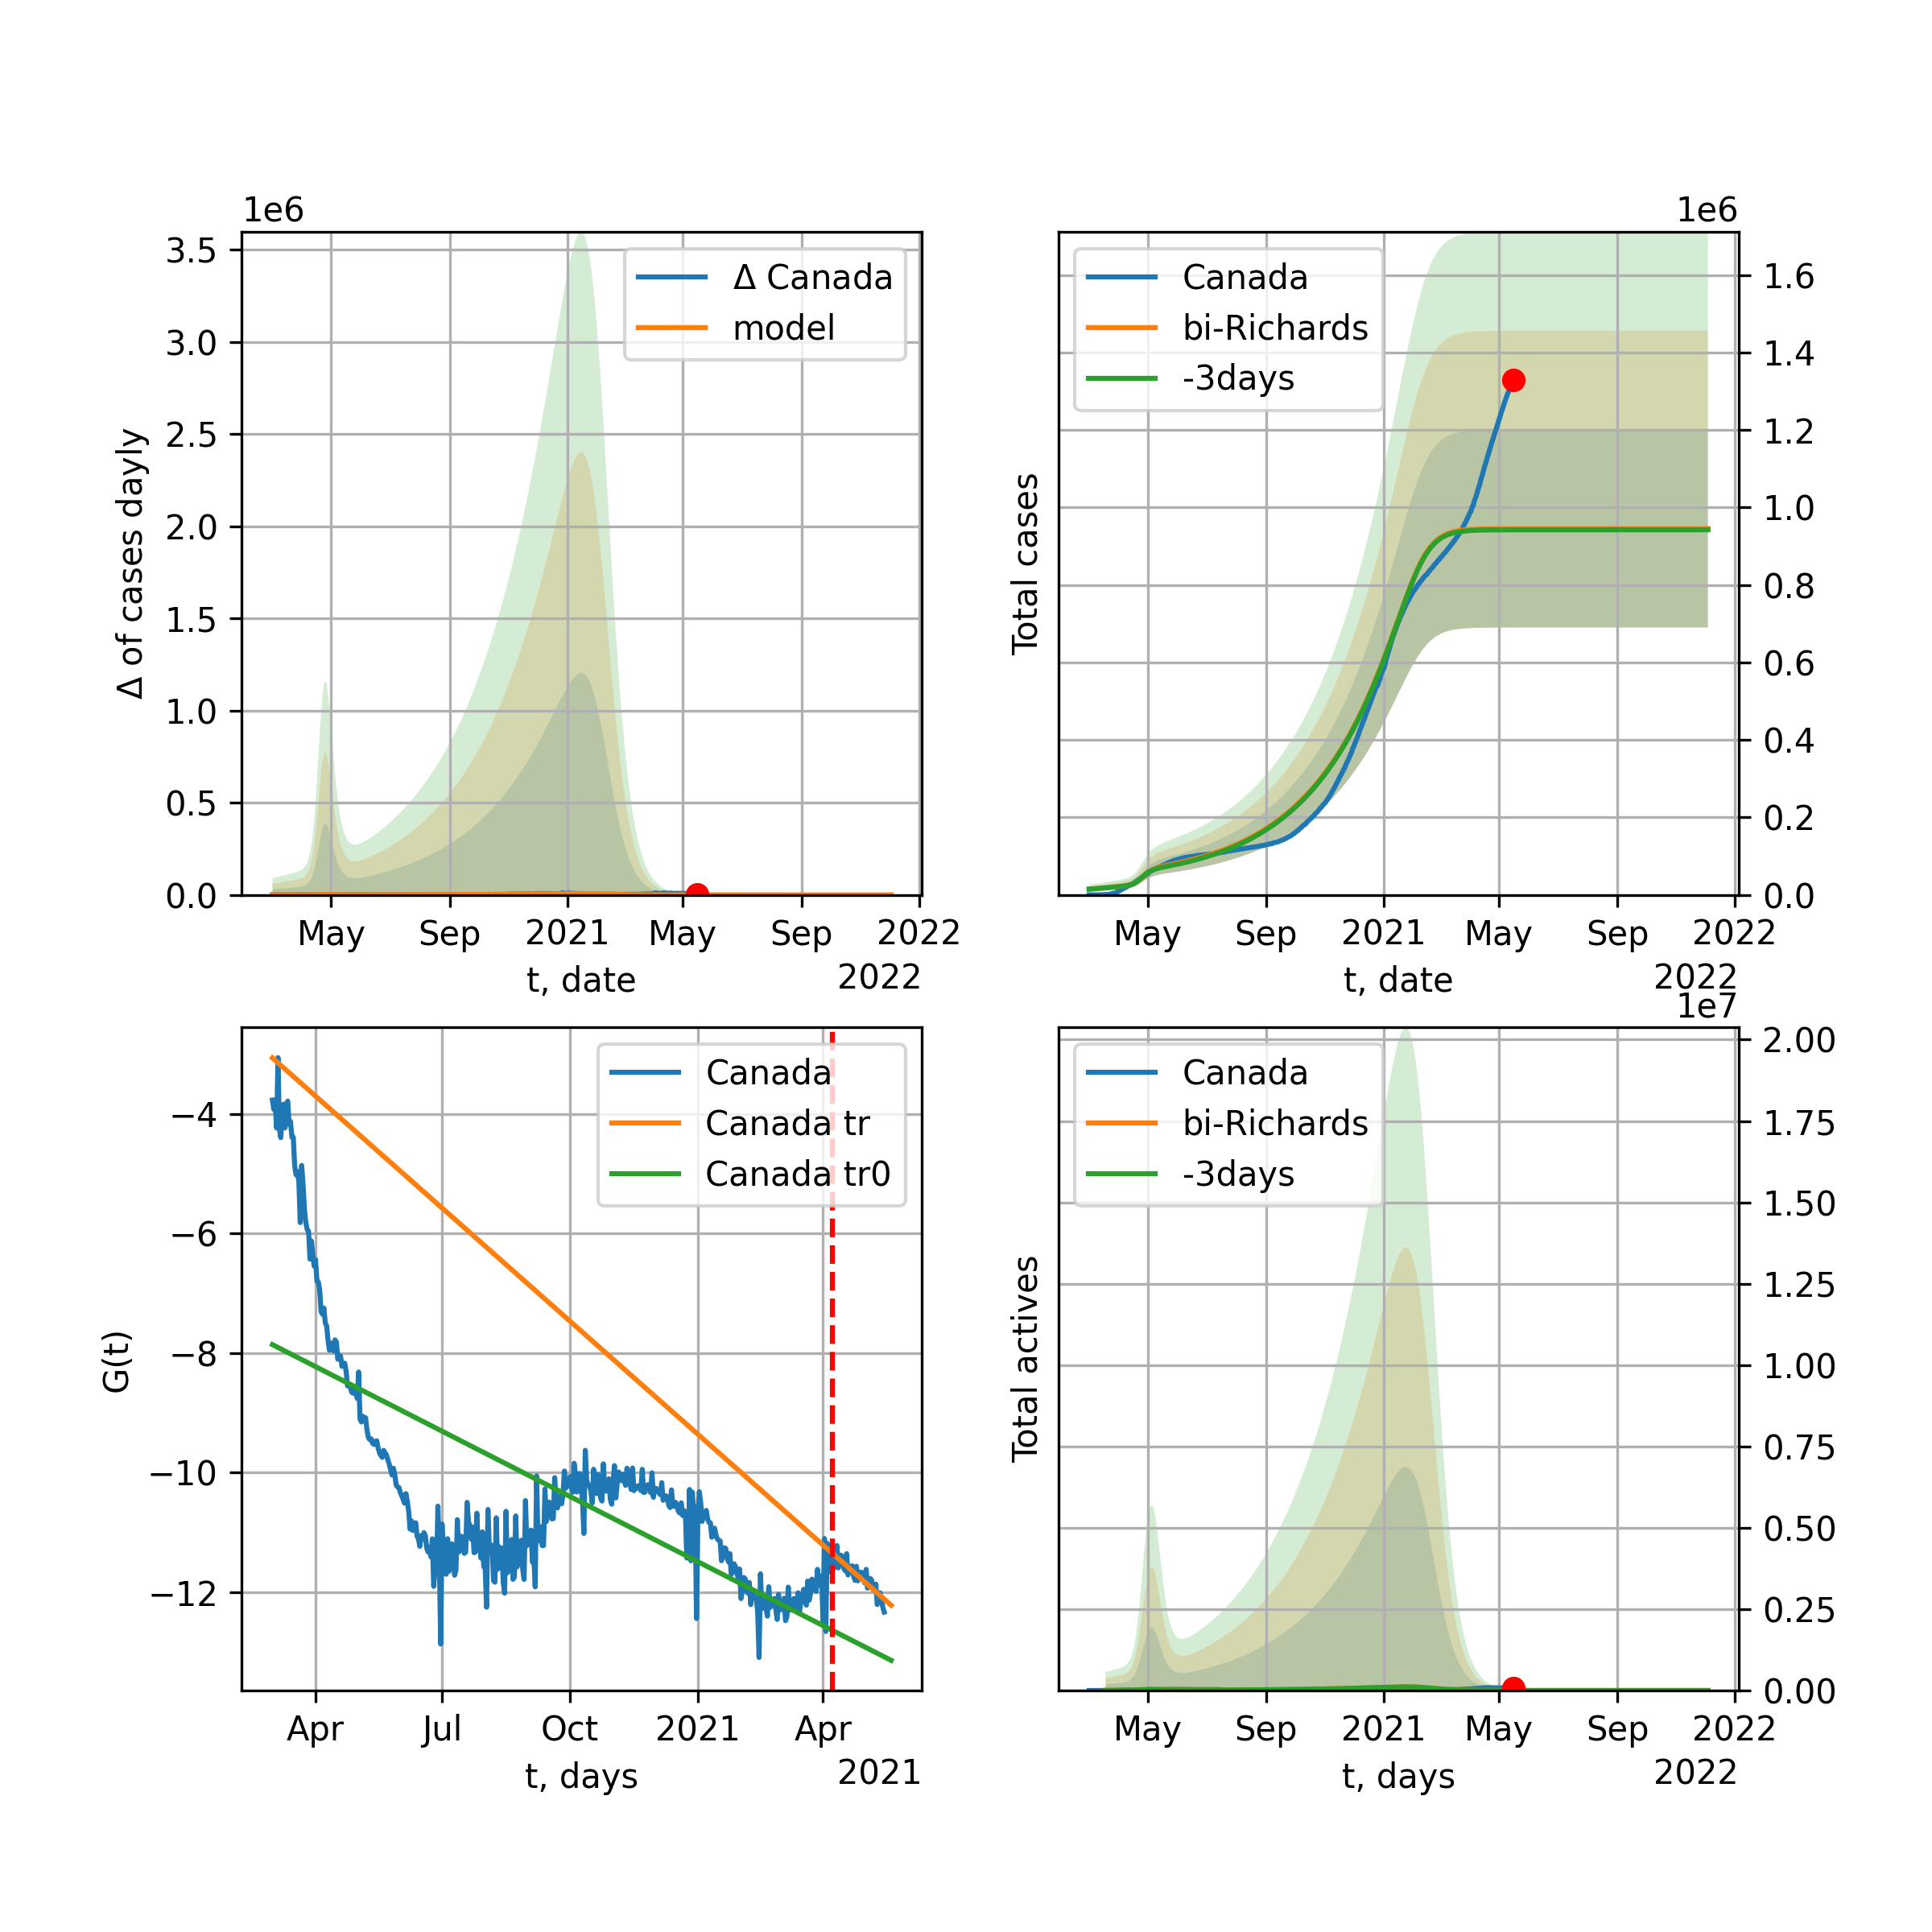 1e6
3.5
3.0
2.5
2.0
1.5
1.0
0.5
0.0
Δ of cases dayly
Δ Canada
model
May
Sep
2021
May
Sep
2022
t, date
2022
1e6
Canada
bi-Richards
-3days
Total cases
1.6
1.4
1.2
1.0
0.8
0.6
0.4
0.2
0.0
May
Sep
2021
May
Sep
2022
t, date
2022
G(t)
−4
−6
−8
−10
−12
Canada
Canada tr
Canada tr0
Apr
Jul
Oct
2021
Apr
t, days
2021
1e7
Canada
bi-Richards
-3days
Total actives
2.00
1.75
1.50
1.25
1.00
0.75
0.50
0.25
0.00
May
Sep
2021
May
Sep
2022
t, days
2022